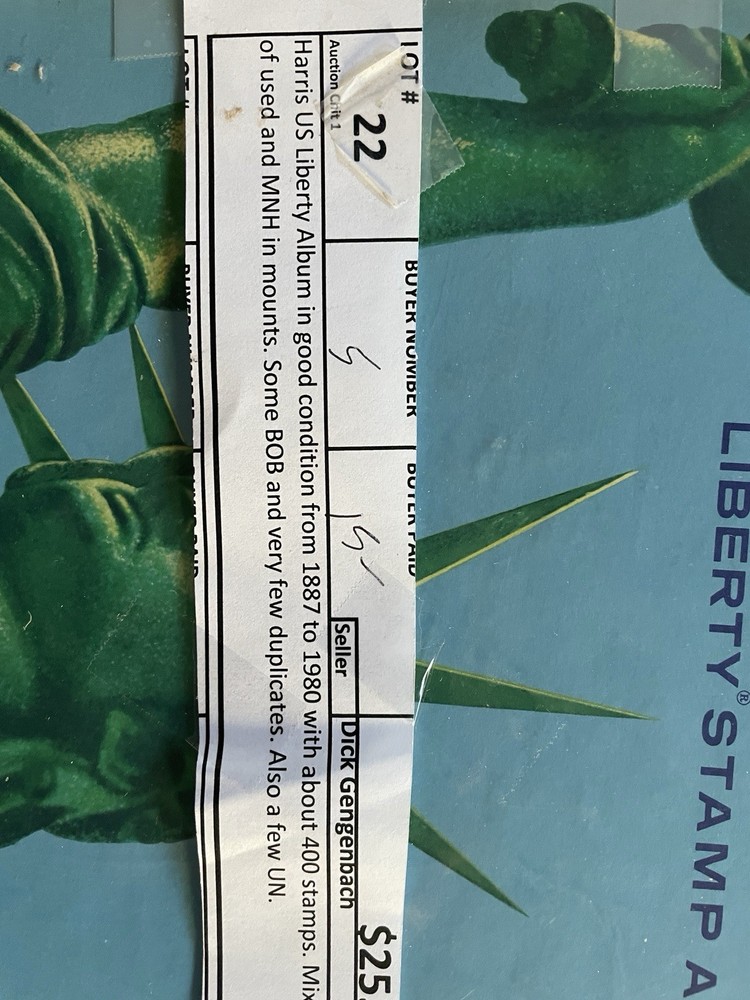 LOT #
BUYER NUMBER
BUYER PAID
22
5
$25.
Auction Chit 1
Seller
Dick Gengenbach
Harris US Liberty Album in good condition from 1887 to 1980 with about 400 stamps. Mix
of used and MNH in mounts. Some BOB and very few duplicates. Also a few UN.
LIBERTY® STAMP A